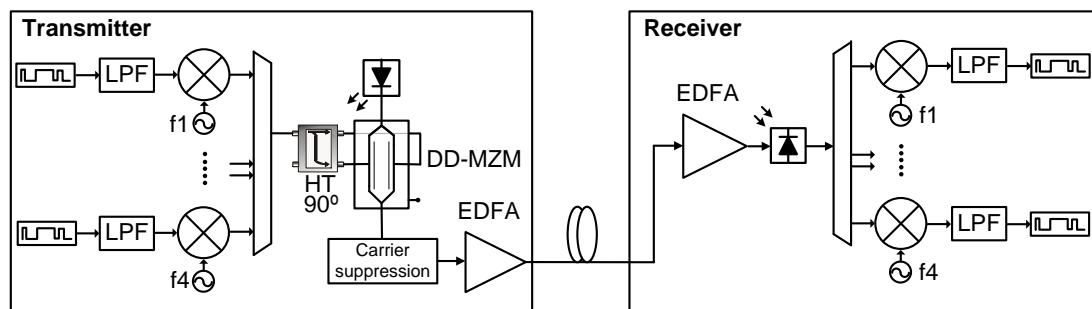 Transmitter
LPF
f1
HT
90º
DD-MZM
LPF
f4
Carrier
suppression
EDFA
Receiver
EDFA
LPF
f1
LPF
f4